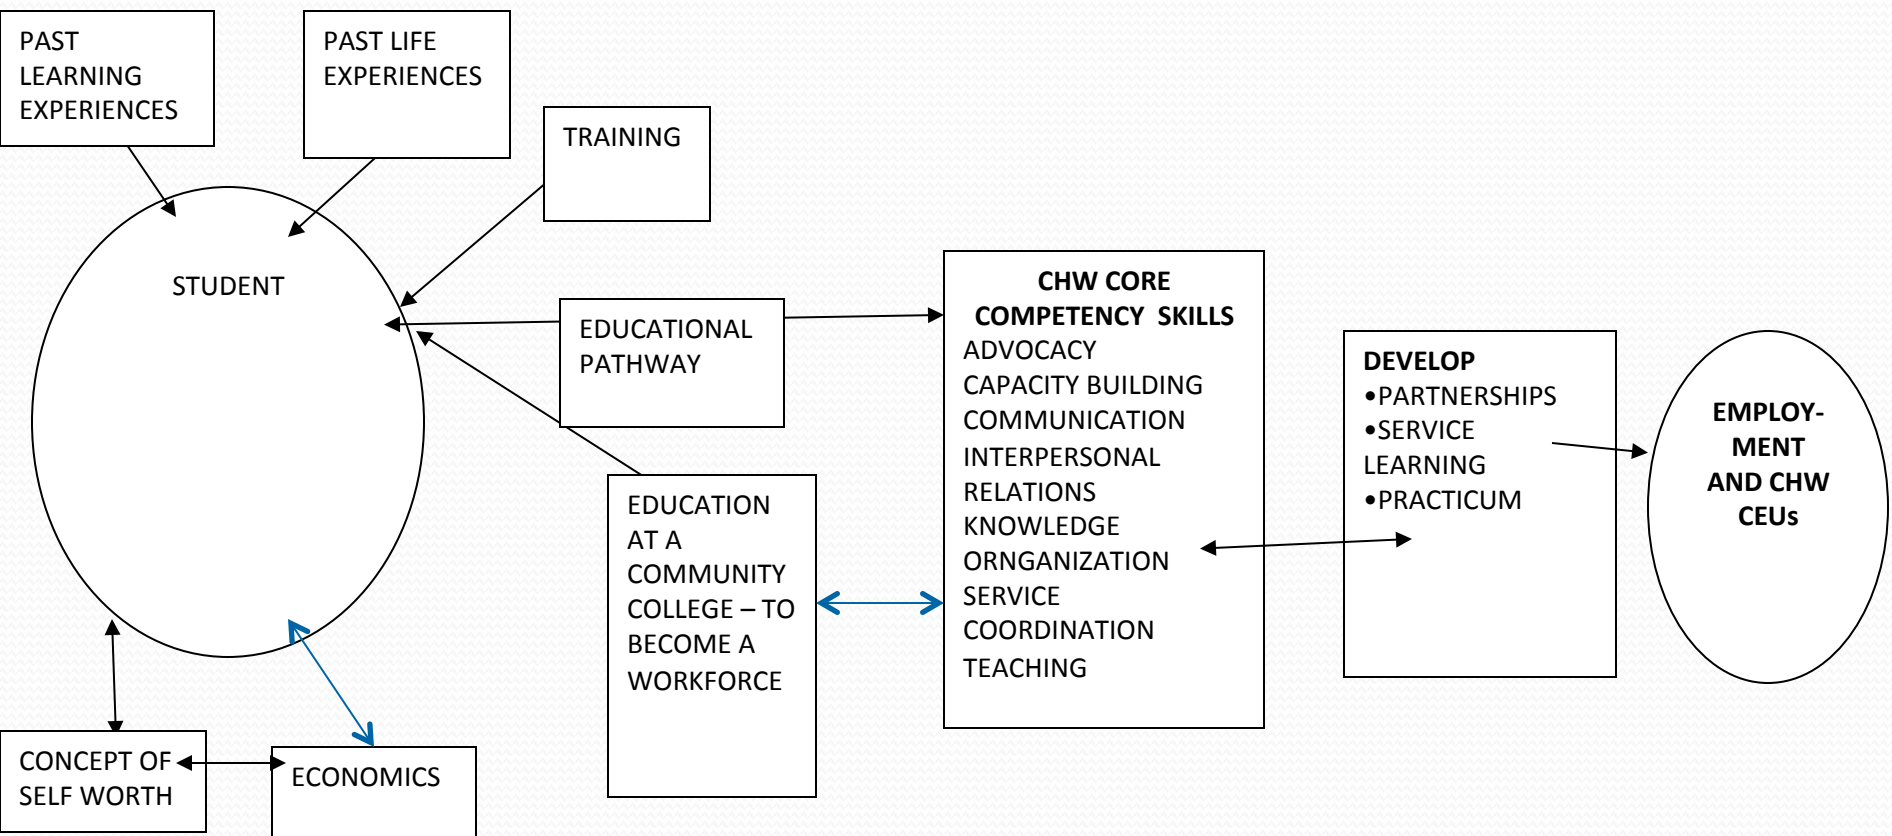 PAST
LEARNING
EXPERIENCES
PAST LIFE
EXPERIENCES
TRAINING
STUDENT
EDUCATIONAL
PATHWAY
CHW CORE
COMPETENCY SKILLS
ADVOCACY
CAPACITY BUILDING
COMMUNICATION
INTERPERSONAL
RELATIONS
KNOWLEDGE
ORNGANIZATION
SERVICE
COORDINATION
TEACHING
DEVELOP
•PARTNERSHIPS
•SERVICE
LEARNING
•PRACTICUM
EMPLOY-
MENT
AND CHW
CEUs
EDUCATION
AT A
COMMUNITY
COLLEGE – TO
BECOME A
WORKFORCE
CONCEPT OF
SELF WORTH
ECONOMICS